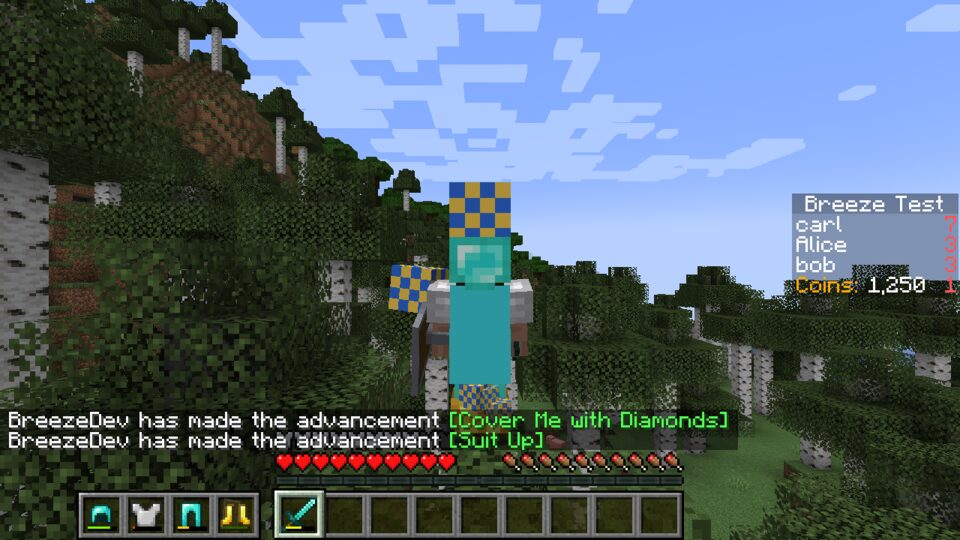 Breeze Test
carl 7
Alice 3
bob 2
Coins: 1,250 1
BreezeDev has made the advancement [Cover Me with Diamonds]
BreezeDev has made the advancement [Suit Up]